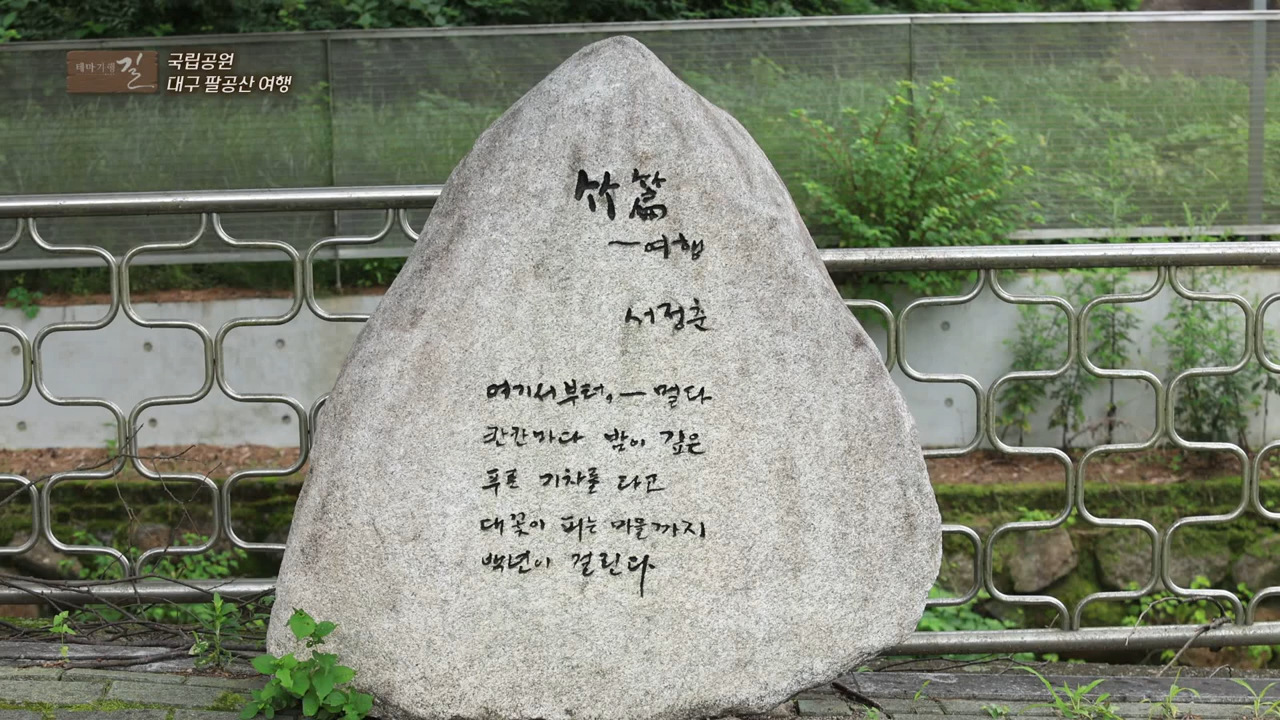 테마기행 길
국립공원
대구 팔공산 여행
竹篇
~여행
서정춘
여기서부터, — 멀다
칸칸마다 밤이 깊은
푸른 기차를 타고
대꽃이 피는 마을까지
백년이 걸린다